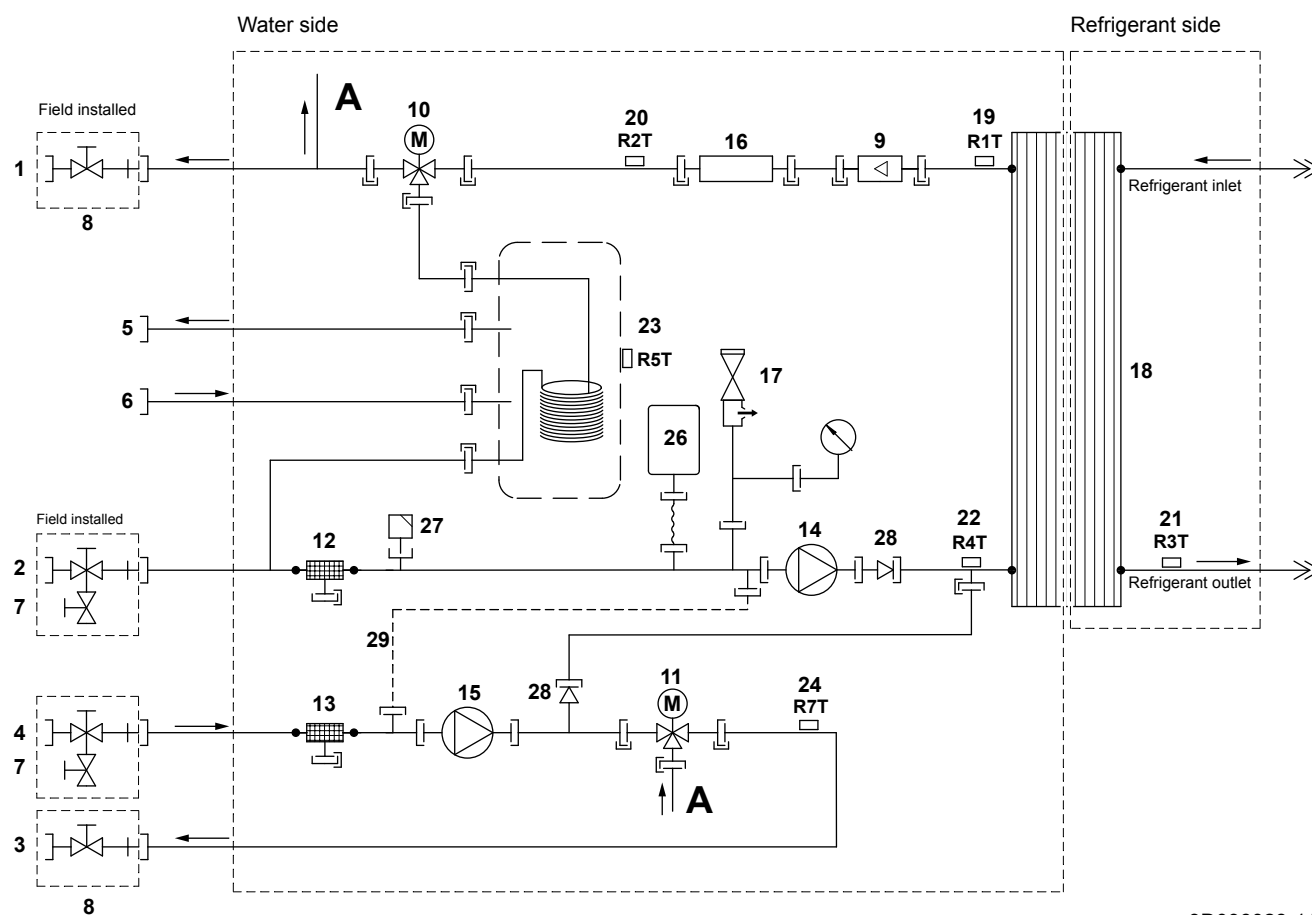 Water side
Refrigerant side
A
10
M
20
R2T
16
9
19
R1T
Field installed
1
8
Refrigerant inlet
5
23
R5T
17
18
6
26
Field installed
27
12
14
28
22
R4T
21
R3T
2
7
Refrigerant outlet
29
13
15
28
11
M
24
R7T
4
7
A
3
8